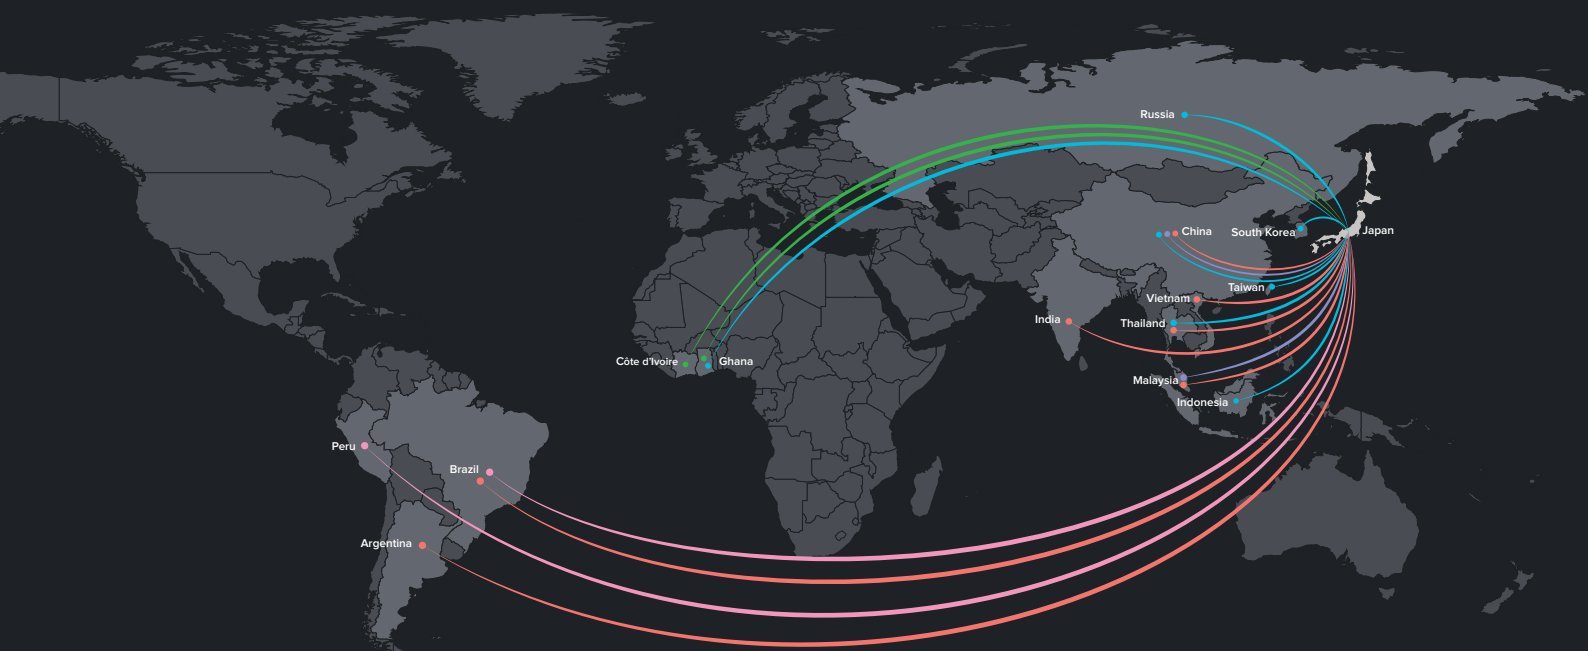 Russia
China
South Korea
Japan
Taiwan
Vietnam
India
Thailand
Côte d'Ivoire
Ghana
Malaysia
Indonesia
Peru
Brazil
Argentina